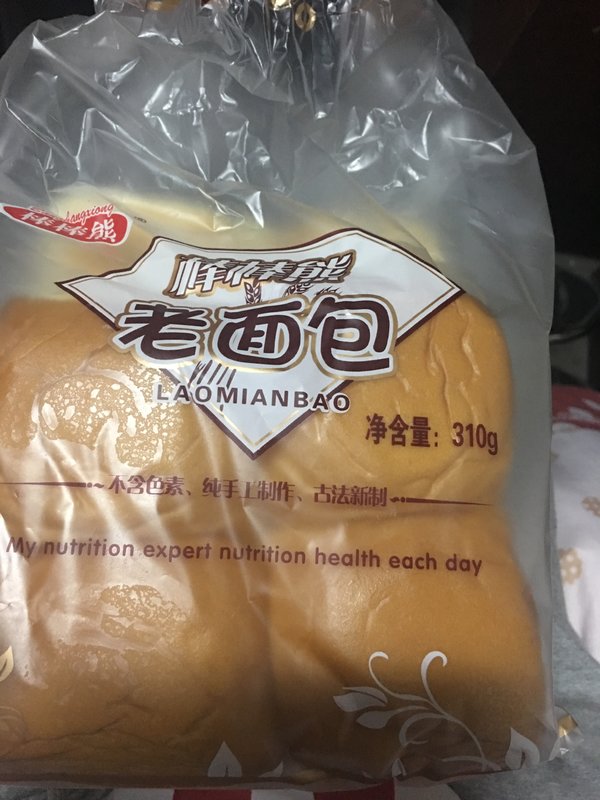 棒棒熊
棒棒熊
老面包
LAOMIANBAO
净含量：310g
不含色素、纯手工制作、古法新制
My nutrition expert nutrition health each day